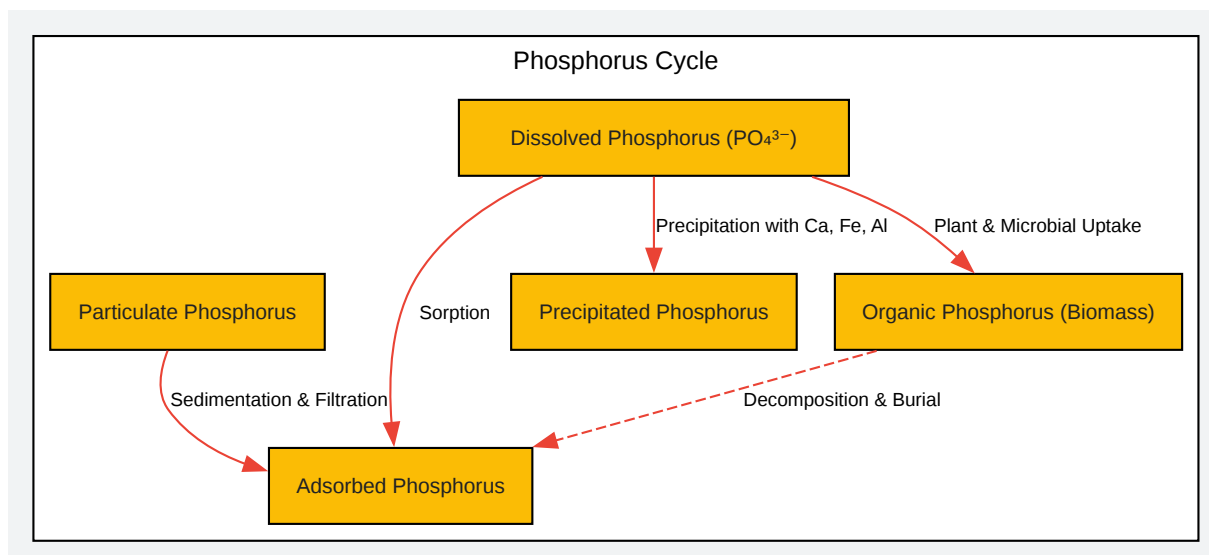 Phosphorus Cycle
Dissolved Phosphorus (PO₄³⁻)
Precipitation with Ca, Fe, Al
Plant & Microbial Uptake
Particulate Phosphorus
Sorption
Precipitated Phosphorus
Organic Phosphorus (Biomass)
Sedimentation & Filtration
Decomposition & Burial
Adsorbed Phosphorus